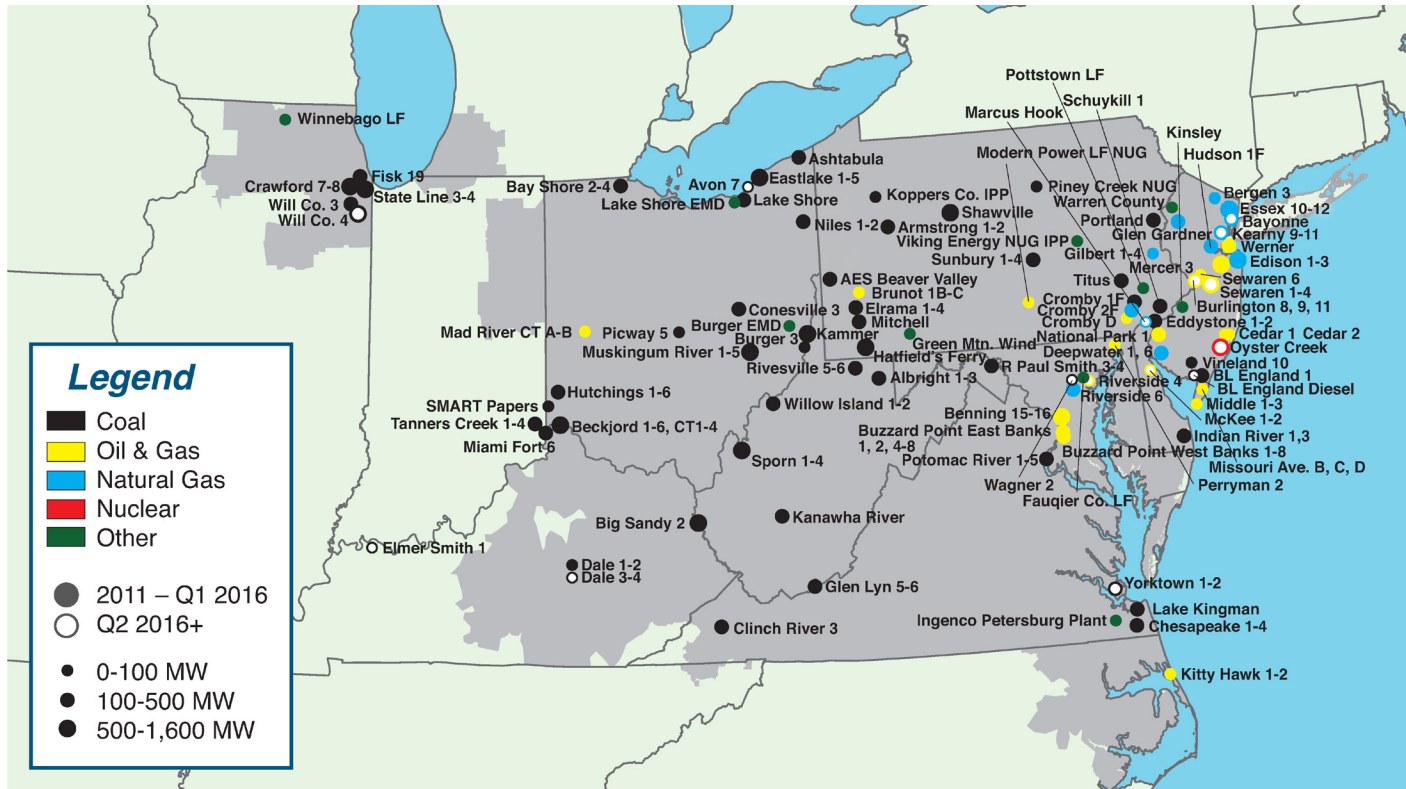 Pottstown LF
Schuykill 1
Marcus Hook
Kinsley
Modern Power LF NUG
Hudson 1F
Winnebago LF
Ashtabula
Fisk 19
Eastlake 1-5
Crawford 7-8
Bay Shore 2-4
Avon 7
Piney Creek NUG
State Line 3-4
Koppers Co. IPP
Bergen 3
Lake Shore EMD
Lake Shore
Warren County
Will Co. 3
Essex 10-12
Will Co. 4
Shawville
Portland
Bayonne
Niles 1-2
Armstrong 1-2
Glen Gardner
Kearny 9-11
Viking Energy NUG IPP
Werner
Gilbert 1-4
Sunbury 1-4
Edison 1-3
Mercer 3
AES Beaver Valley
Titus
Sewaren 6
Brunot 1B-C
Sewaren 1-4
Cromby 1F
Conesville 3
Elrama 1-4
Cromby 2F
Burlington 8, 9, 11
Mitchell
Cromby D
Eddystone 1-2
Mad River CT A-B
Picway 5
Burger EMD
Kammer
National Park 1
Cedar 1
Cedar 2
Burger 3
Green Mtn. Wind
Oyster Creek
Muskingum River 1-5
Hatfield's Ferry
Deepwater 1, 6
Rivesville 5-6
R Paul Smith 3-4
Vineland 10
Albright 1-3
Riverside 4
BL England 1
Riverside 6
BL England Diesel
Hutchings 1-6
Middle 1-3
SMART Papers
Willow Island 1-2
Benning 15-16
McKee 1-2
Tanners Creek 1-4
Beckjord 1-6, CT1-4
Buzzard Point East Banks
1, 2, 4-8
Indian River 1,3
Miami Fort 6
Buzzard Point West Banks 1-8
Sporn 1-4
Potomac River 1-5
Missouri Ave. B, C, D
Wagner 2
Perryman 2
Fauqier Co. LF
Big Sandy 2
Kanawha River
Elmer Smith 1
Dale 1-2
Dale 3-4
Glen Lyn 5-6
Yorktown 1-2
Lake Kingman
Ingenco Petersburg Plant
Clinch River 3
Chesapeake 1-4
Kitty Hawk 1-2
Legend
Coal
Oil & Gas
Natural Gas
Nuclear
Other
2011 – Q1 2016
Q2 2016+
0-100 MW
100-500 MW
500-1,600 MW